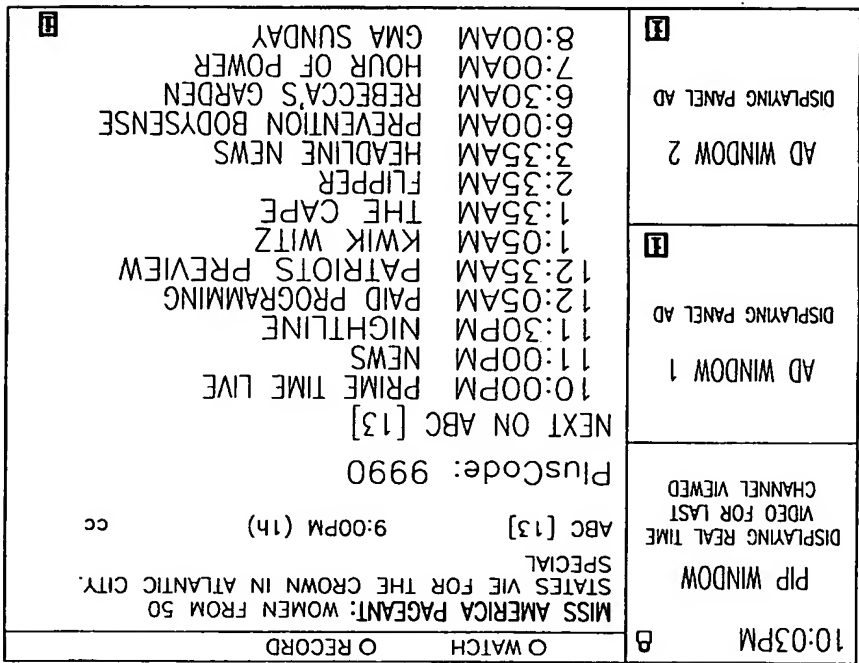 10:03PM
PIP WINDOW
DISPLAYING REAL TIME
VIDEO FOR LAST
CHANNEL VIEWED
AD WINDOW 1
DISPLAYING PANEL AD
AD WINDOW 2
DISPLAYING PANEL AD
○ WATCH ○ RECORD
MISS AMERICA PAGEANT: WOMEN FROM 50
STATES VIE FOR THE CROWN IN ATLANTIC CITY.
SPECIAL
ABC [13] 9:00PM (1h) cc
PlusCode: 9990
NEXT ON ABC [13]
10:00PM PRIME TIME LIVE
11:00PM NEWS
11:30PM NIGHTLINE
12:05AM PAID PROGRAMMING
12:35AM PATRIOTS PREVIEW
1:05AM KWIK WITZ
1:35AM THE CAPE
2:35AM FLIPPER
3:35AM HEADLINE NEWS
6:00AM PREVENTION BODYSENSE
6:30AM REBECCA'S GARDEN
7:00AM HOUR OF POWER
8:00AM GMA SUNDAY